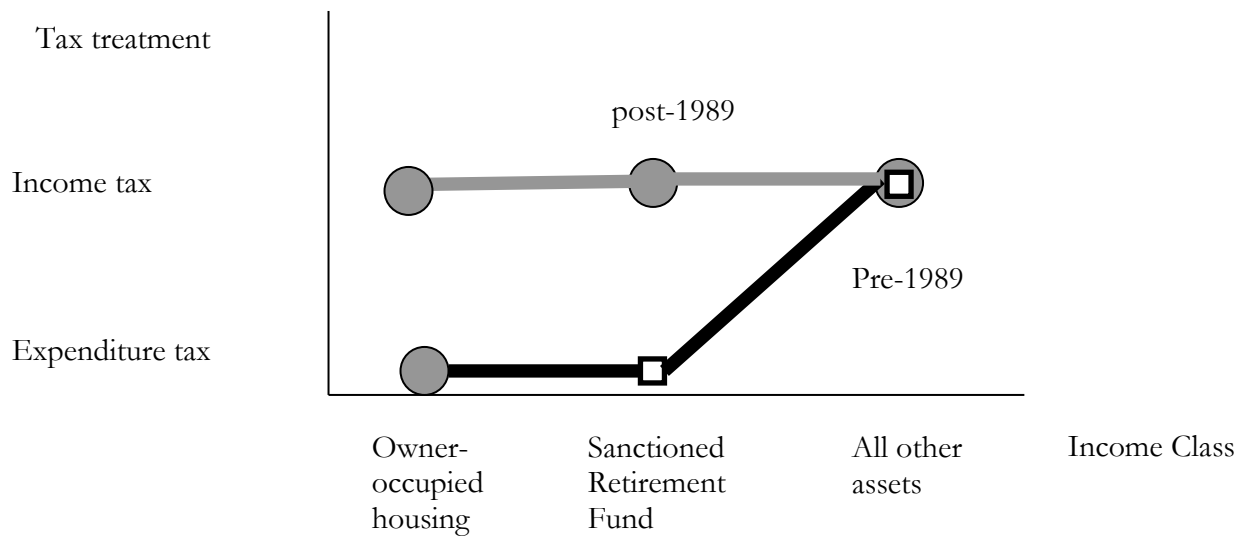 Tax treatment
post-1989
Income tax
Pre-1989
Expenditure tax
Owner-
occupied
housing
Sanctioned
Retirement
Fund
All other
assets
Income Class